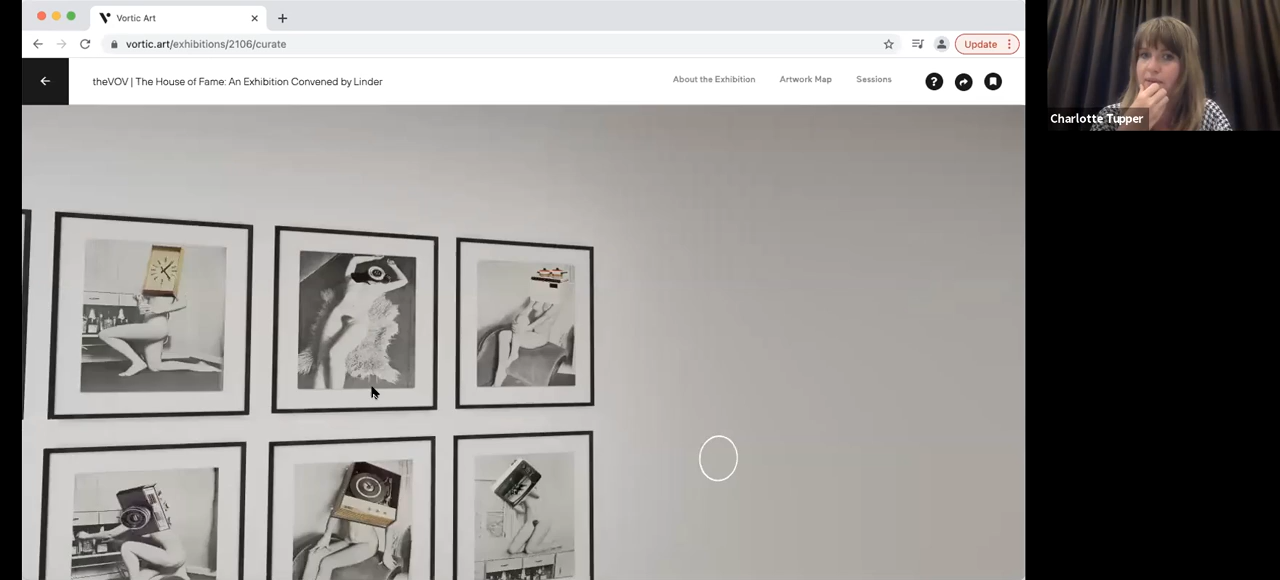 Vortic Art
vortic.art/exhibitions/2106/curate
Update
theVOV | The House of Fame: An Exhibition Convened by Linder
About the Exhibition
Artwork Map
Sessions
?
Charlotte Tupper